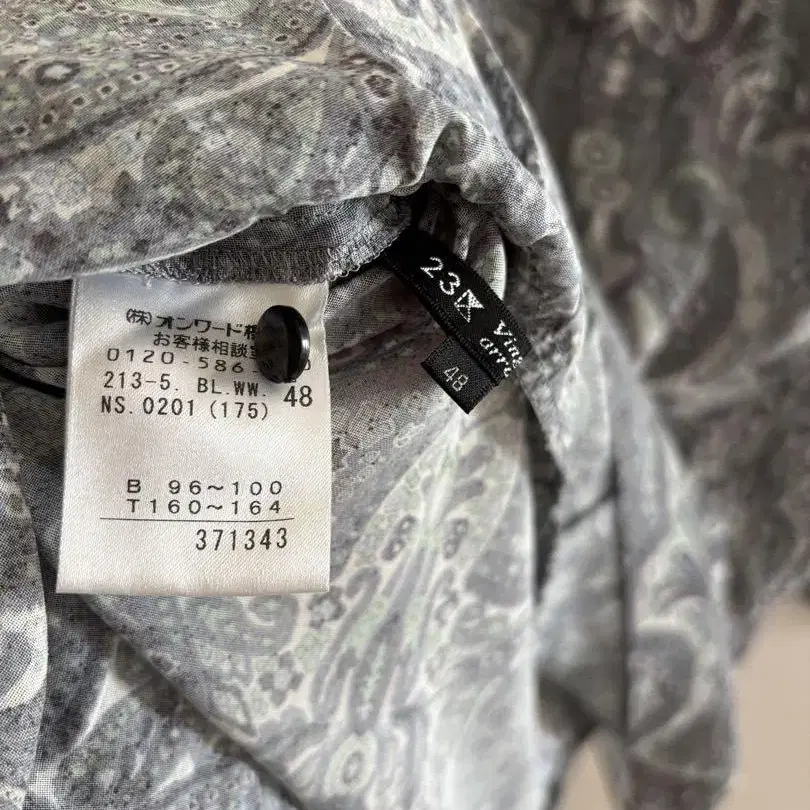 (株)オンワード
お客様相談
0120-586-
213-5. BL.WW. 48
NS.0201 (175)
B 96～100
T160～164
371343
23区
48